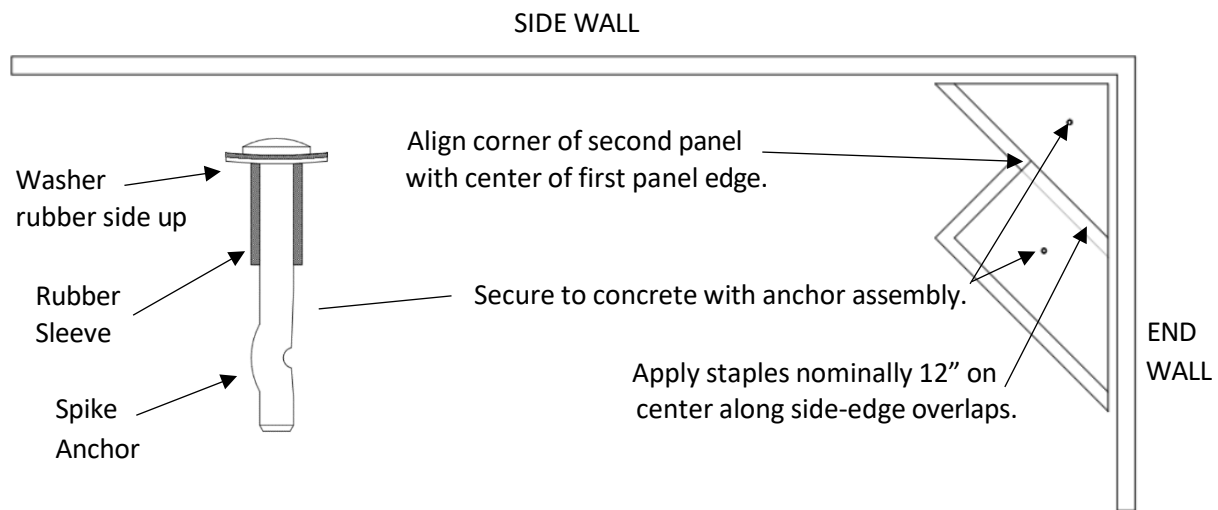 SIDE WALL
Align corner of second panel
with center of first panel edge.
Washer
rubber side up
Rubber
Sleeve
Secure to concrete with anchor assembly.
END
WALL
Apply staples nominally 12” on
center along side-edge overlaps.
Spike
Anchor